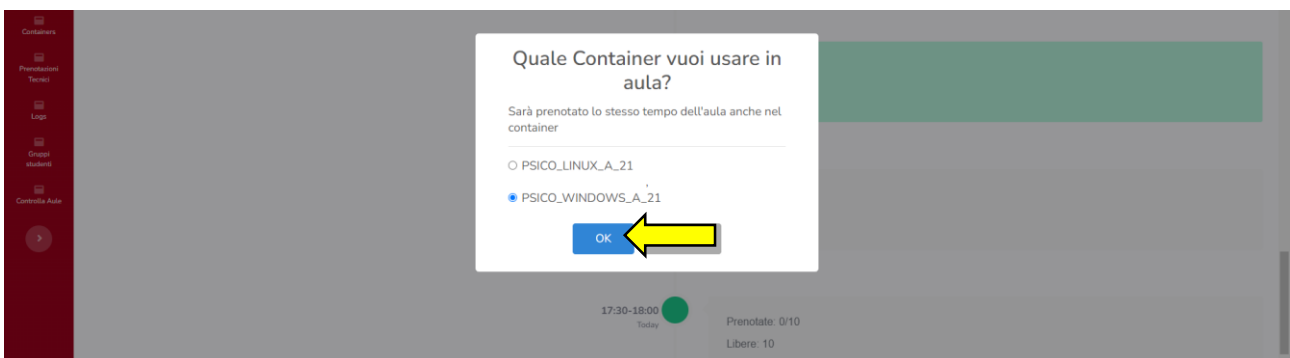 Containers
Prenotazioni
Tecnici
Logs
Gruppi
studenti
Controlla Aule
Quale Container vuoi usare in
aula?
Sarà prenotato lo stesso tempo dell'aula anche nel
container
PSICO_LINUX_A_21
PSICO_WINDOWS_A_21
OK
17:30-18:00
Today
Prenotate: 0/10
Libere: 10